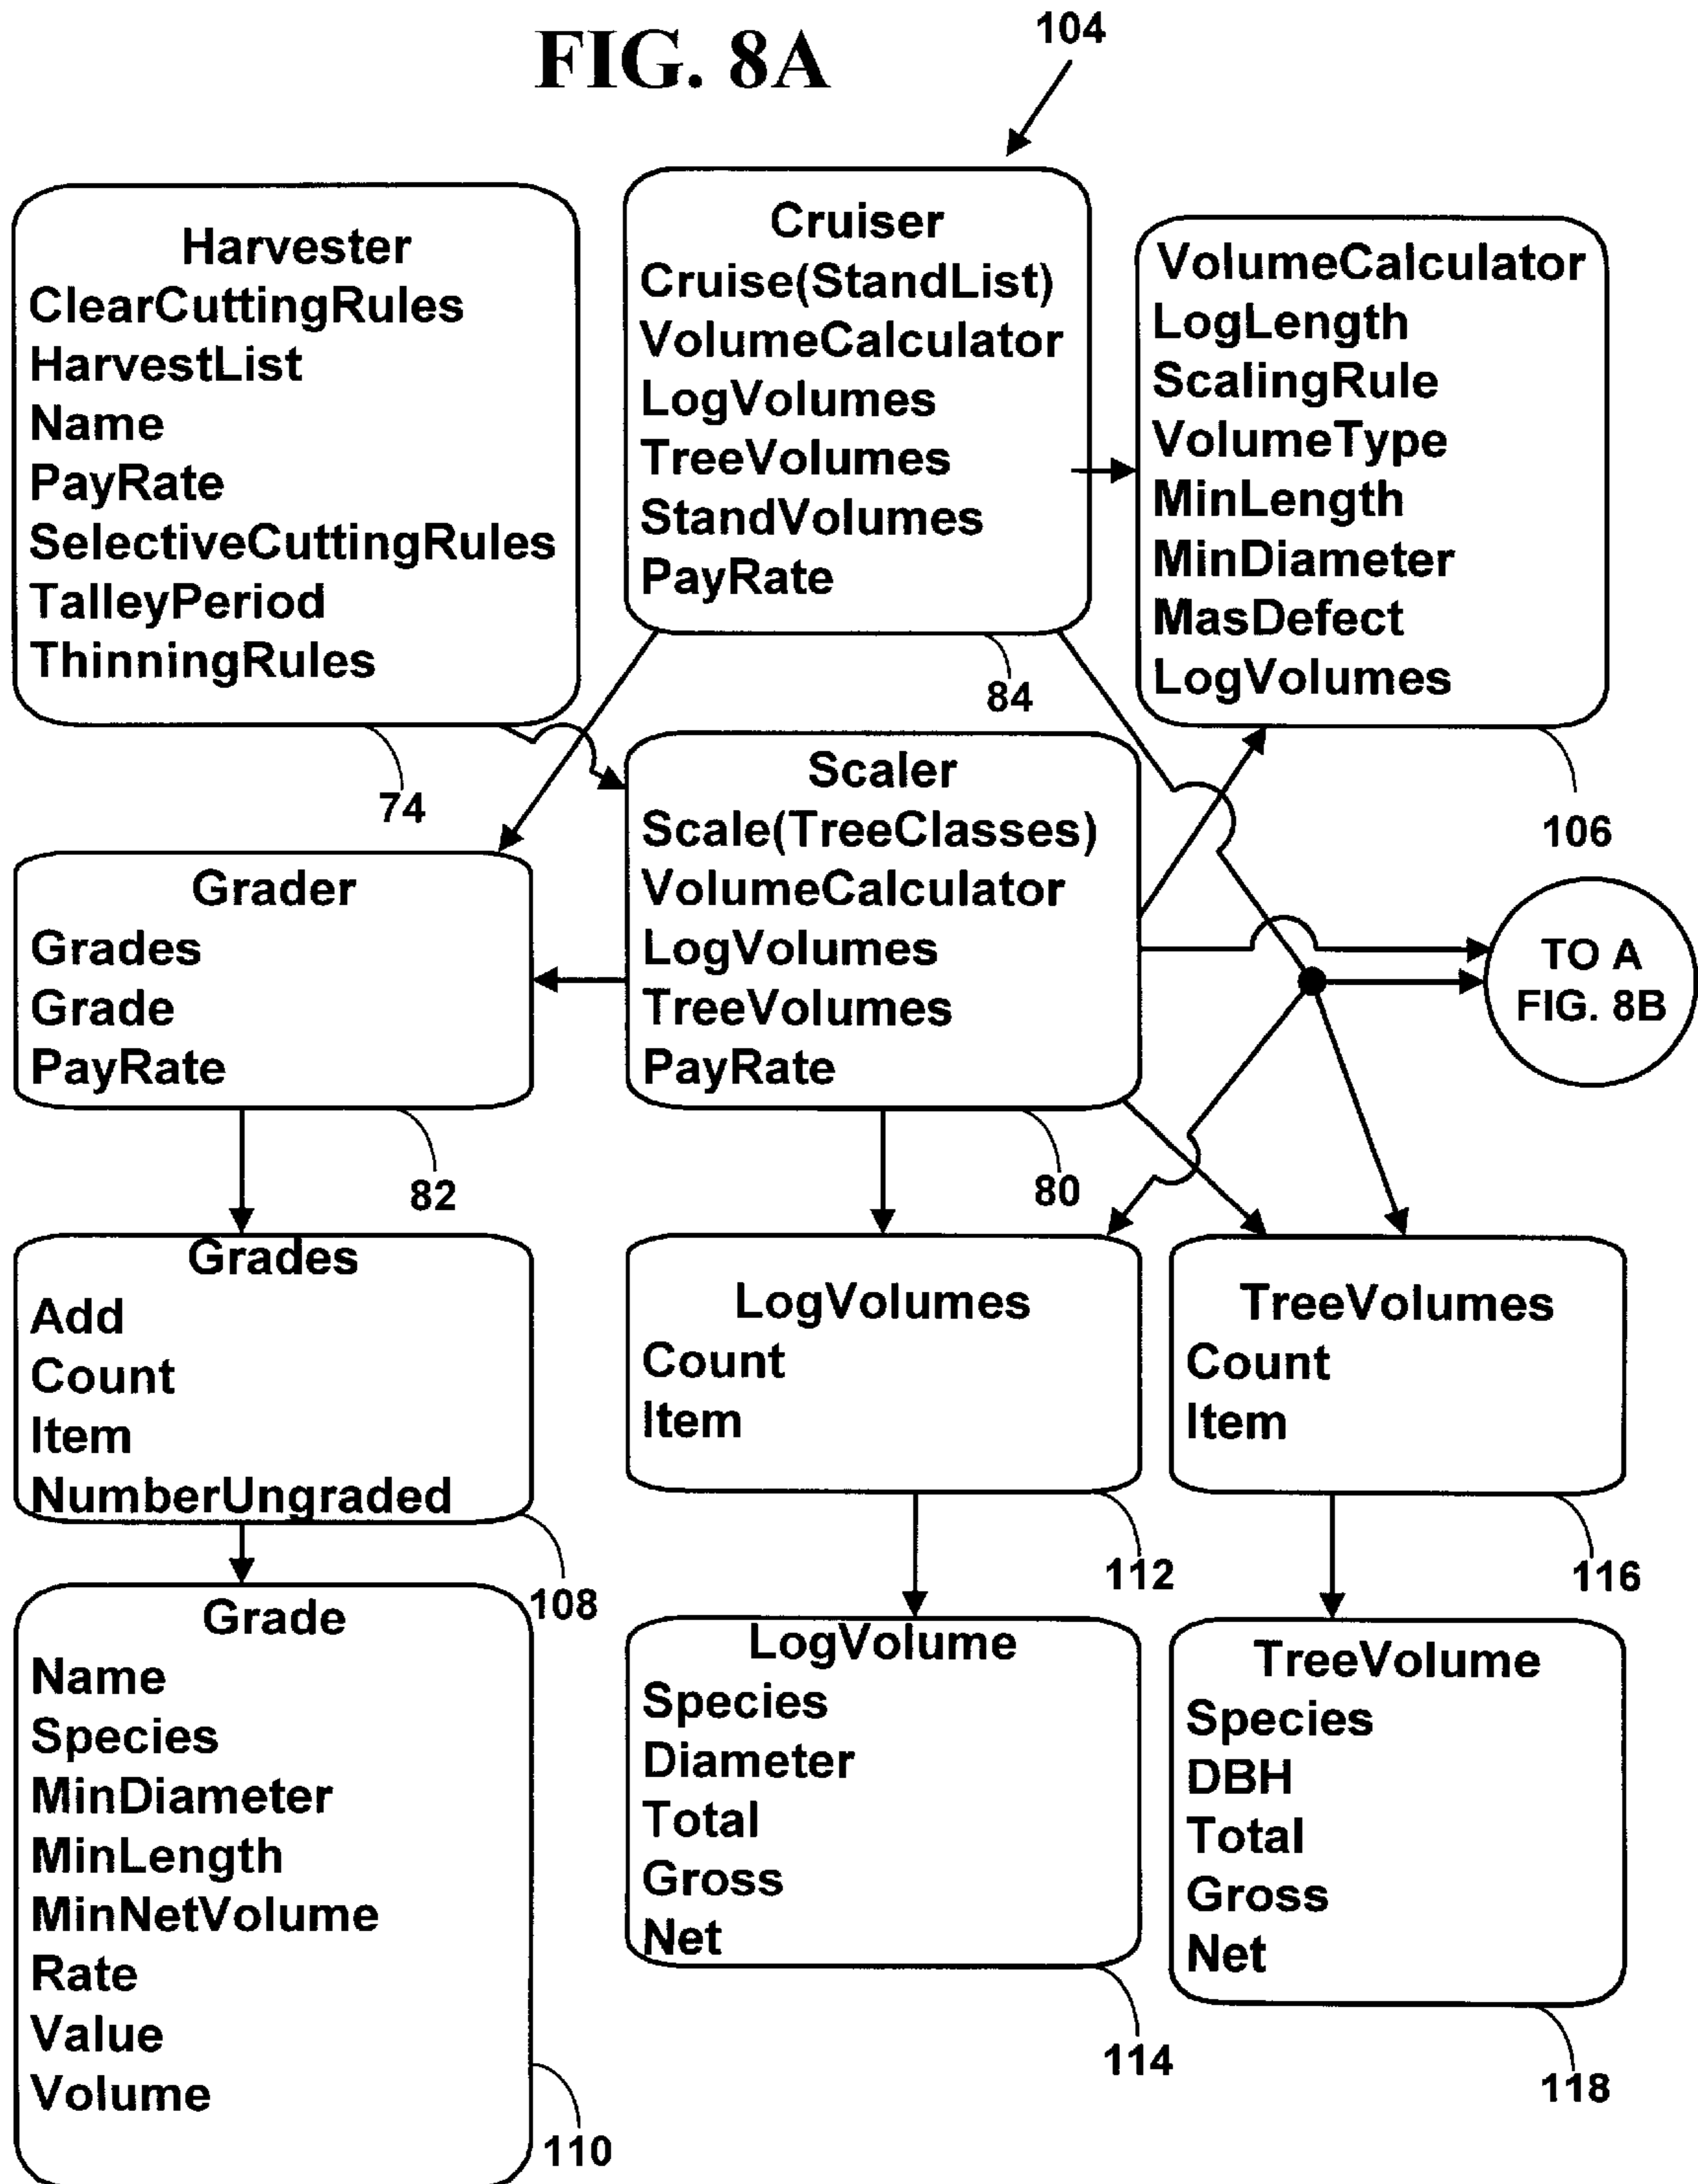 FIG. 8A
104
Harvester
ClearCuttingRules
HarvestList
Name
PayRate
SelectiveCuttingRules
TalleyPeriod
ThinningRules
74
Cruiser
Cruise(StandList)
VolumeCalculator
LogVolumes
TreeVolumes
StandVolumes
PayRate
84
VolumeCalculator
LogLength
ScalingRule
VolumeType
MinLength
MinDiameter
MasDefect
LogVolumes
106
Grader
Grades
Grade
PayRate
82
Scaler
Scale(TreeClasses)
VolumeCalculator
LogVolumes
TreeVolumes
PayRate
80
TO A
FIG. 8B
Grades
Add
Count
Item
NumberUngraded
108
LogVolumes
Count
Item
112
TreeVolumes
Count
Item
116
Grade
Name
Species
MinDiameter
MinLength
MinNetVolume
Rate
Value
Volume
110
LogVolume
Species
Diameter
Total
Gross
Net
114
TreeVolume
Species
DBH
Total
Gross
Net
118